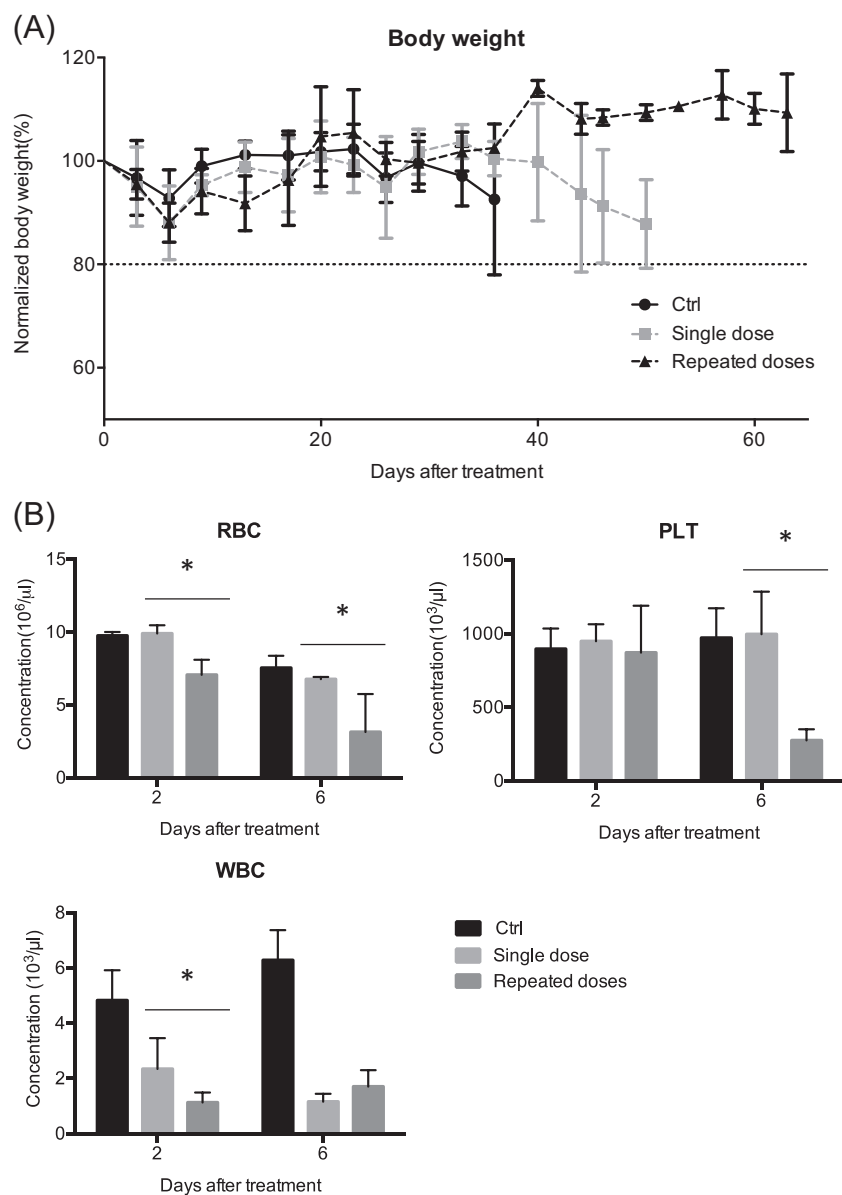 (A)
Body weight
Normalized body weight(%)
120
100
80
60
0 20 40 60
Days after treatment
Ctrl
Single dose
Repeated doses
(B)
RBC
Concentration(10⁶/µl)
15
10
5
0
*
*
2 6
Days after treatment
PLT
Concentration(10³/µl)
1500
1000
500
0
*
2 6
Days after treatment
WBC
Concentration (10³/µl)
8
6
4
2
0
*
2 6
Days after treatment
Ctrl
Single dose
Repeated doses